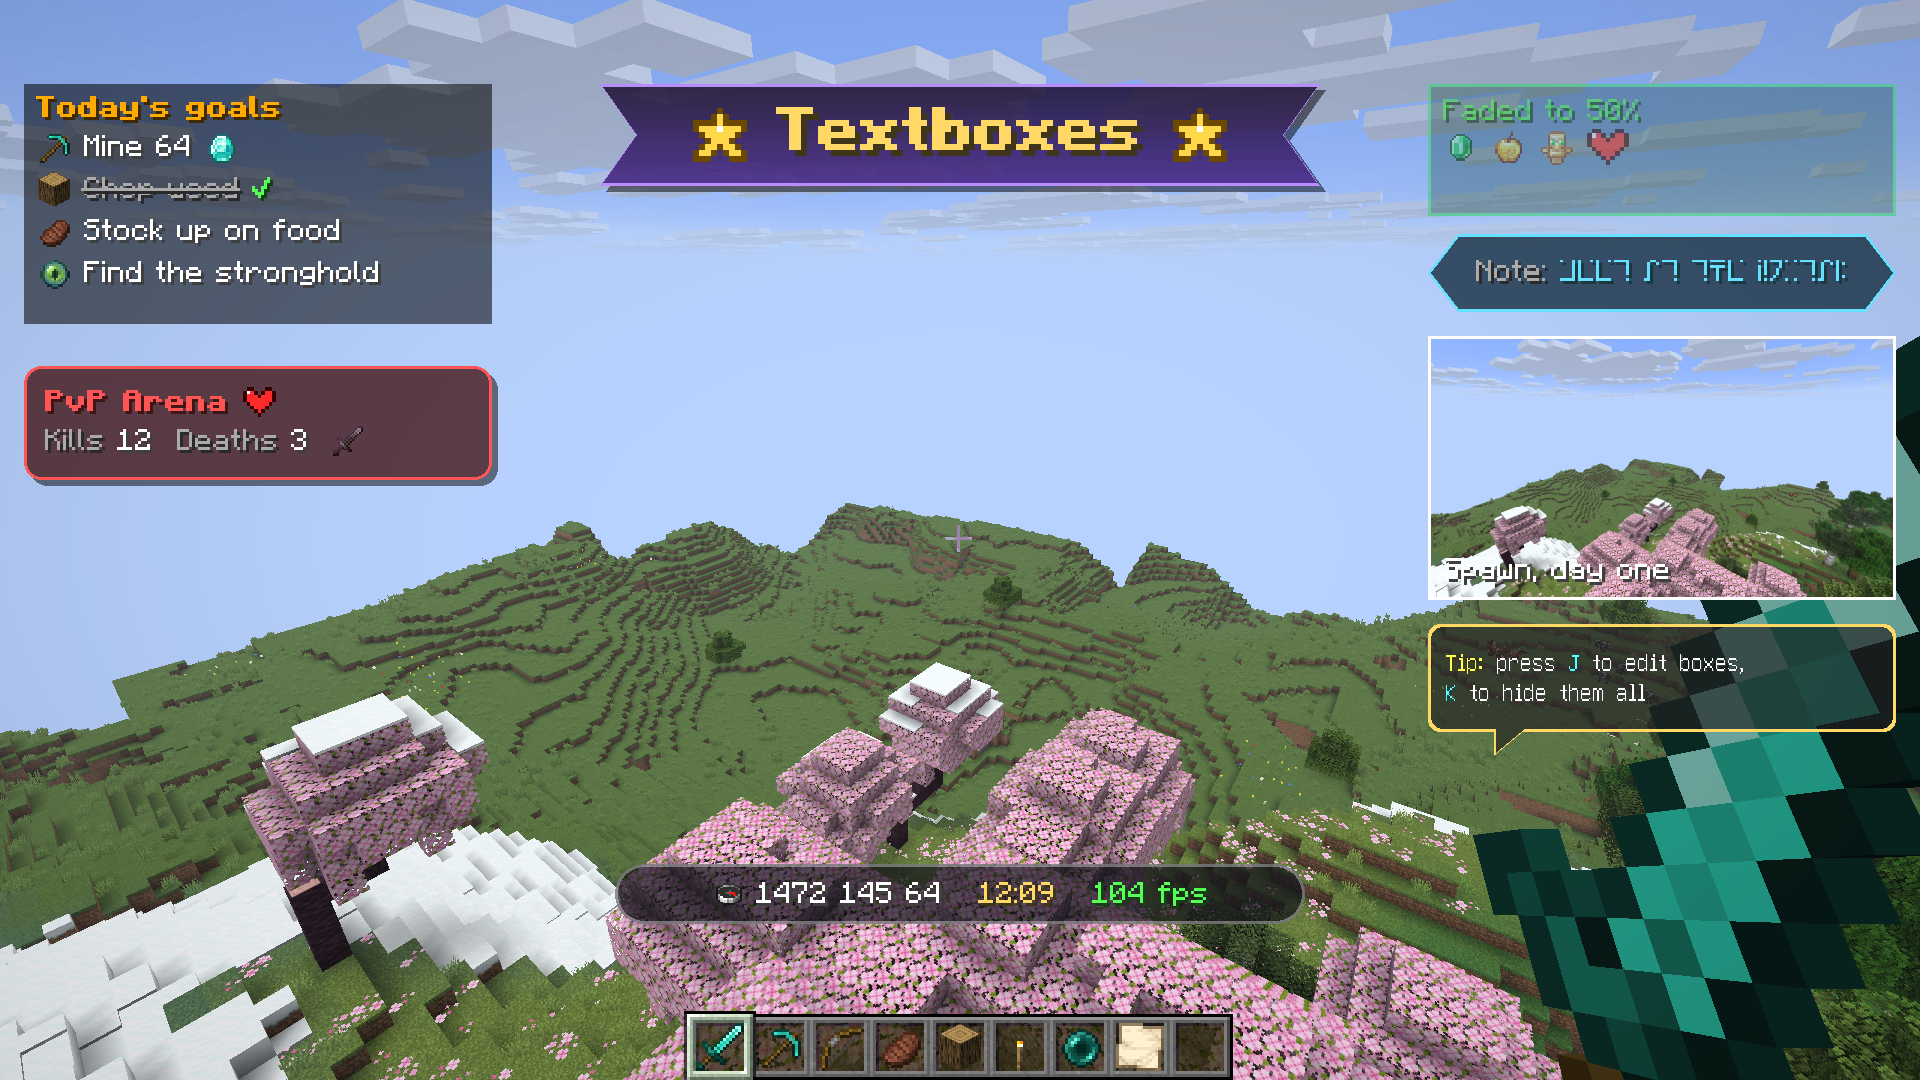 Today's goals
Mine 64
Chop wood
Stock up on food
Find the stronghold
PvP Arena
Kills 12 Deaths 3
Textboxes
Faded to 50%
Note:
Spawn, day one
Tip: press J to edit boxes,
K to hide them all
1472 145 64 12:09 104 fps